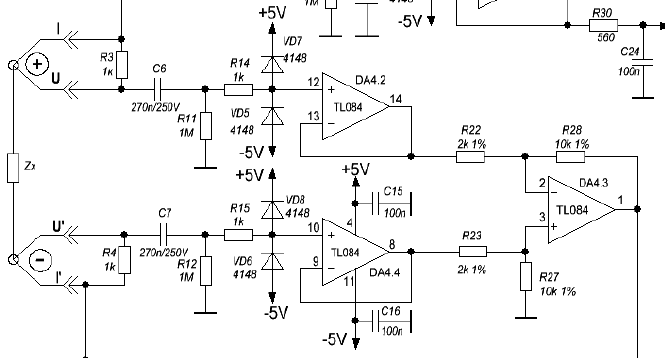 I
+5V
1M
-5V
R30
560
C24
100n
R3
1к
U
C6
270n/250V
R14
1k
VD7
4148
R11
1M
VD5
4148
-5V
12
13
DA4.2
TL084
14
R22
2k 1%
R28
10k 1%
Zx
+5V
+5V
C15
100n
2
3
DA4.3
TL084
1
U'
C7
270n/250V
R15
1k
VD8
4148
R4
1k
R12
1M
VD6
4148
-5V
10
9
4
TL084
8
DA4.4
11
R23
2k 1%
R27
10k 1%
I'
C16
100n
-5V